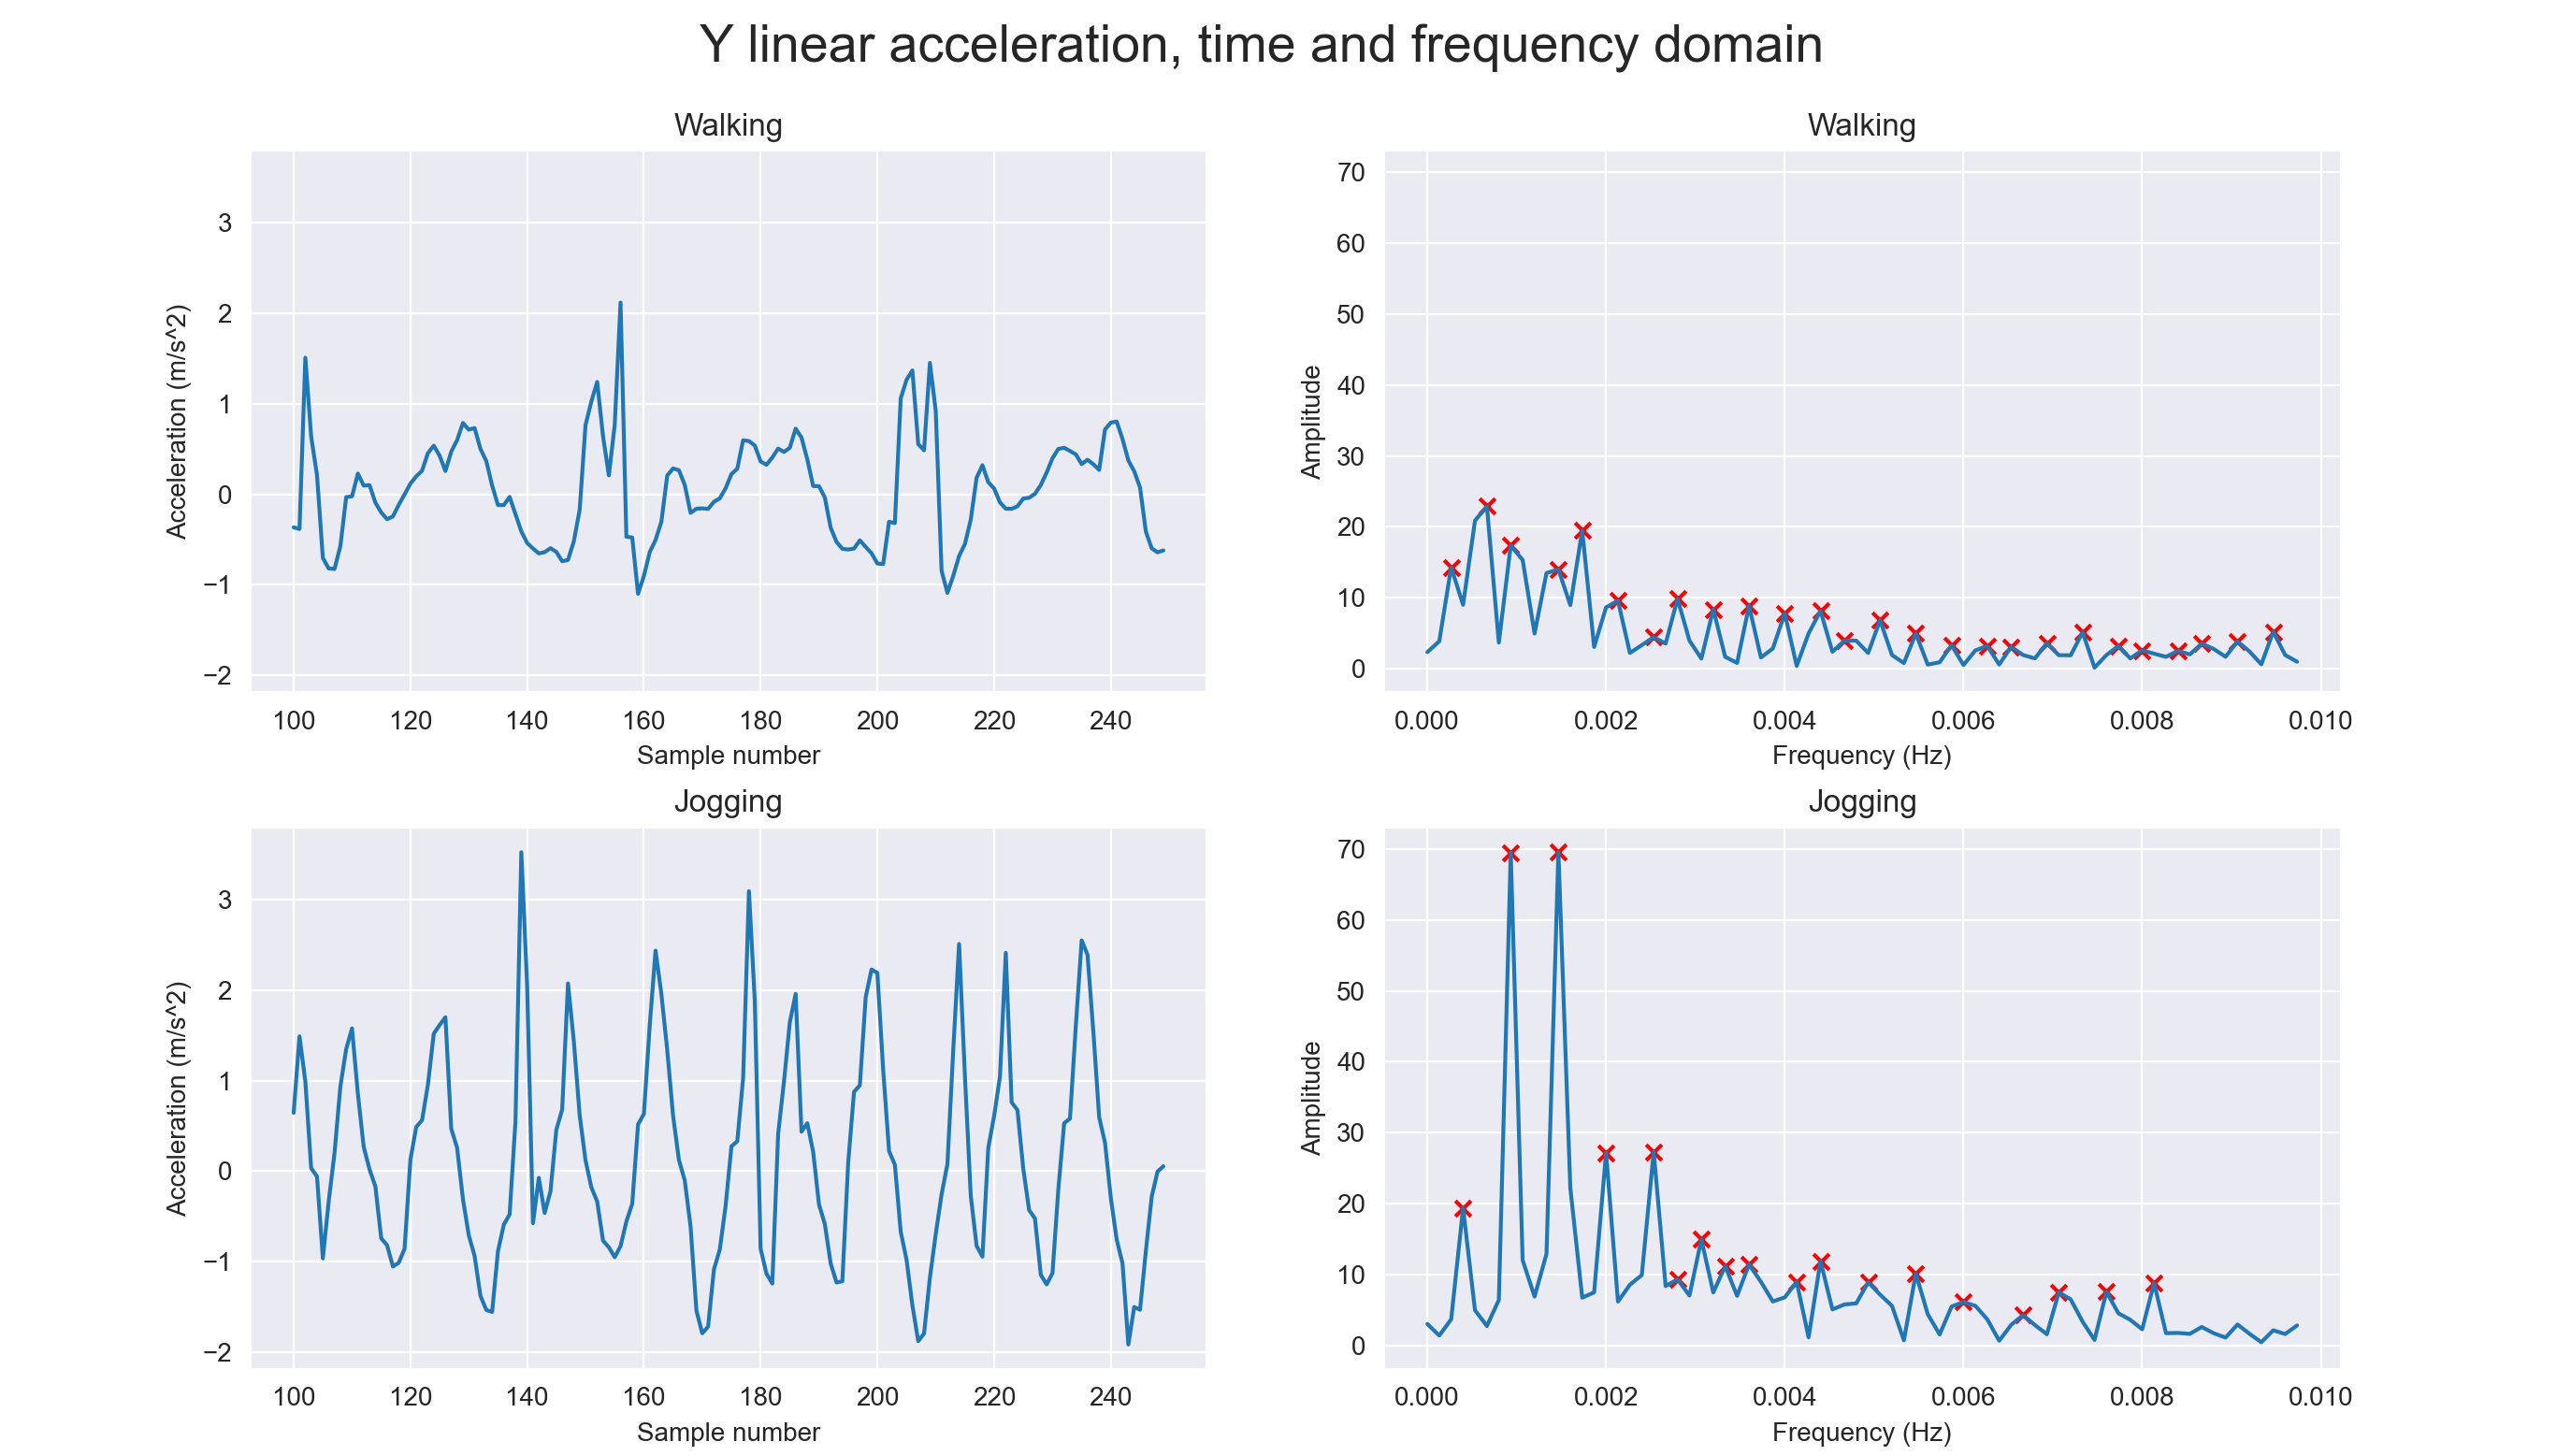 Y linear acceleration, time and frequency domain
Walking
3
2
1
0
−1
−2
Acceleration (m/s^2)
100 120 140 160 180 200 220 240
Sample number
Walking
70
60
50
40
30
20
10
0
Amplitude
0.000 0.002 0.004 0.006 0.008 0.010
Frequency (Hz)
Jogging
3
2
1
0
−1
−2
Acceleration (m/s^2)
100 120 140 160 180 200 220 240
Sample number
Jogging
70
60
50
40
30
20
10
0
Amplitude
0.000 0.002 0.004 0.006 0.008 0.010
Frequency (Hz)